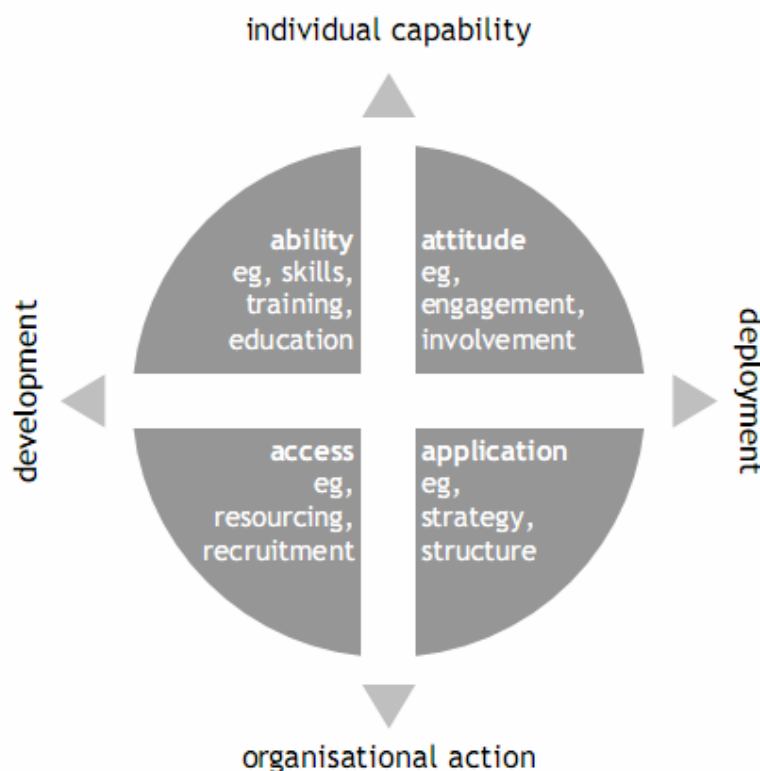 individual capability
ability
eg, skills,
training,
education
attitude
eg,
engagement,
involvement
development
deployment
access
eg,
resourcing,
recruitment
application
eg,
strategy,
structure
organisational action